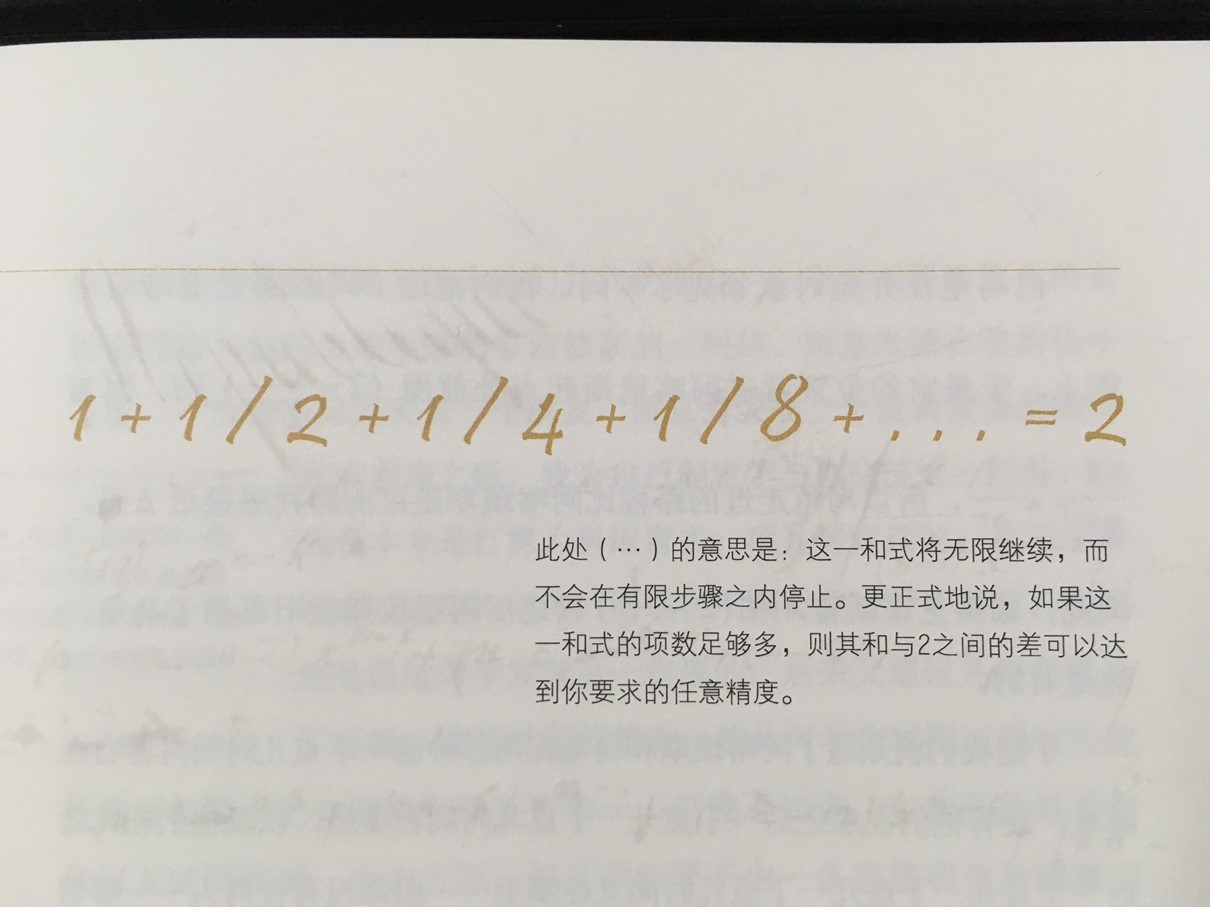 1+1/2+1/4+1/8+...=2
此处（…）的意思是：这一和式将无限继续，而
不会在有限步骤之内停止。更正式地说，如果这
一和式的项数足够多，则其和与2之间的差可以达
到你要求的任意精度。